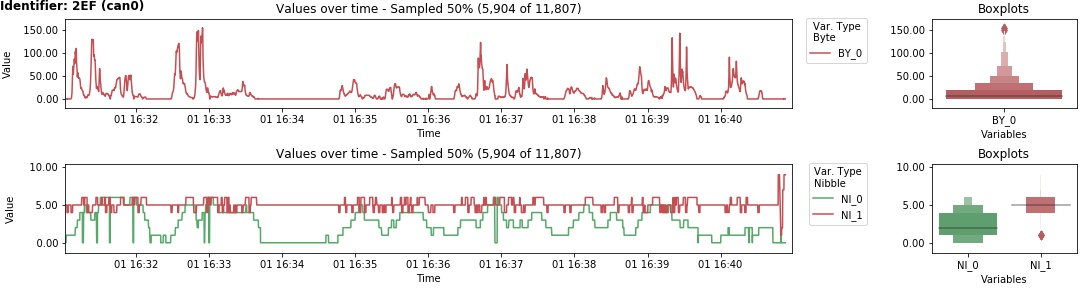 Identifier: 2EF (can0)
Values over time - Sampled 50% (5,904 of 11,807)
Value
150.00
100.00
50.00
0.00
01 16:32 01 16:33 01 16:34 01 16:35 01 16:36 01 16:37 01 16:38 01 16:39 01 16:40
Time
Var. Type
Byte
BY_0
Boxplots
150.00
100.00
50.00
0.00
BY_0
Variables
Values over time - Sampled 50% (5,904 of 11,807)
Value
10.00
5.00
0.00
01 16:32 01 16:33 01 16:34 01 16:35 01 16:36 01 16:37 01 16:38 01 16:39 01 16:40
Time
Var. Type
Nibble
NI_0
NI_1
Boxplots
10.00
5.00
0.00
NI_0 NI_1
Variables